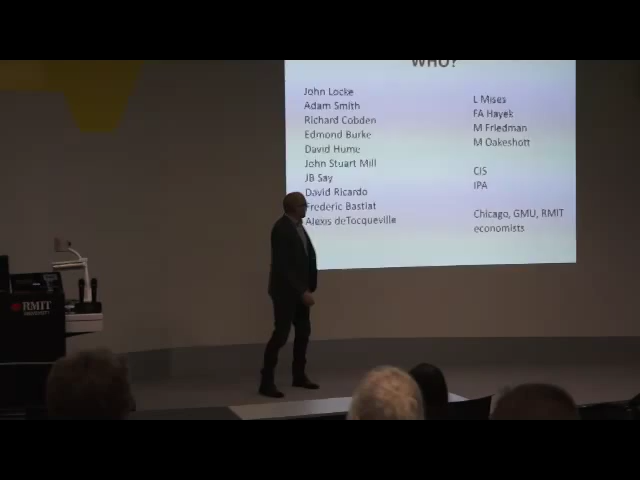 WHO?
John Locke
Adam Smith
Richard Cobden
Edmond Burke
David Hume
John Stuart Mill
JB Say
David Ricardo
Frederic Bastiat
Alexis deTocqueville
L Mises
FA Hayek
M Friedman
M Oakeshott
CIS
IPA
Chicago, GMU, RMIT
economists
RMIT
UNIVERSITY